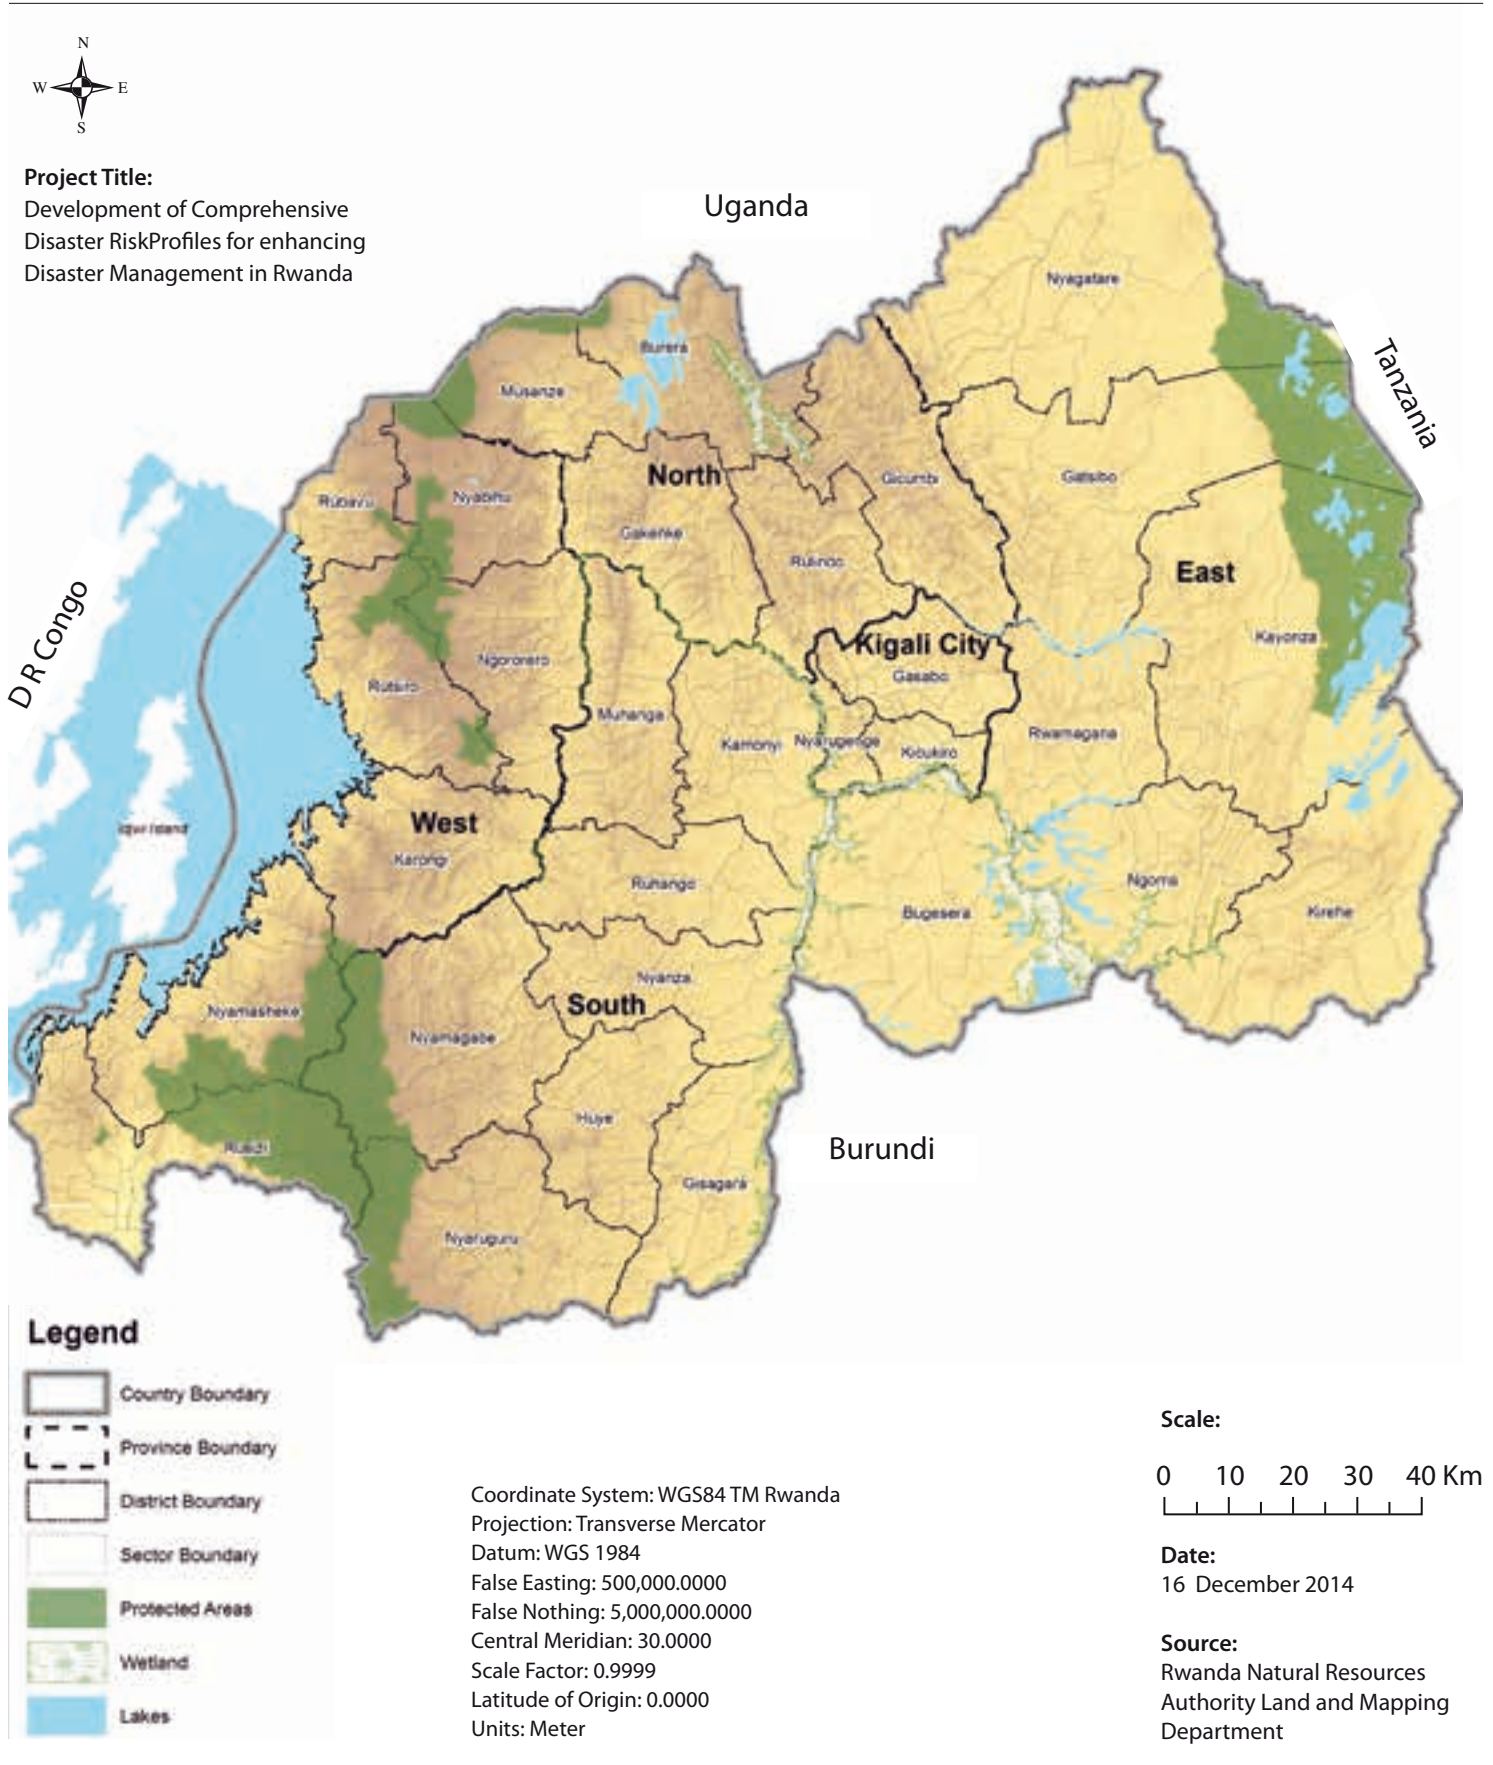 N
W E
S
Project Title:
Development of Comprehensive
Disaster RiskProfiles for enhancing
Disaster Management in Rwanda
Uganda
Tanzania
D R Congo
Burundi
Nyagatare
Burera
Musanze
North
Gicumbi
Gatsibo
Rubavu
Nyabihu
Gakenke
Rulindo
East
Kayonza
Kigali City
Gasabo
Ngororero
Rutsiro
Muhanga
Kamonyi
Nyarugenge
Kicukiro
Rwamagana
West
Karongi
Idjwi Island
Ruhango
Bugesera
Ngoma
Kirehe
Nyanza
South
Nyamasheke
Nyamagabe
Huye
Rusizi
Gisagara
Nyaruguru
Legend
Country Boundary
Province Boundary
District Boundary
Sector Boundary
Protected Areas
Wetland
Lakes
Coordinate System: WGS84 TM Rwanda
Projection: Transverse Mercator
Datum: WGS 1984
False Easting: 500,000.0000
False Nothing: 5,000,000.0000
Central Meridian: 30.0000
Scale Factor: 0.9999
Latitude of Origin: 0.0000
Units: Meter
Scale:
0 10 20 30 40 Km
Date:
16 December 2014
Source:
Rwanda Natural Resources
Authority Land and Mapping
Department